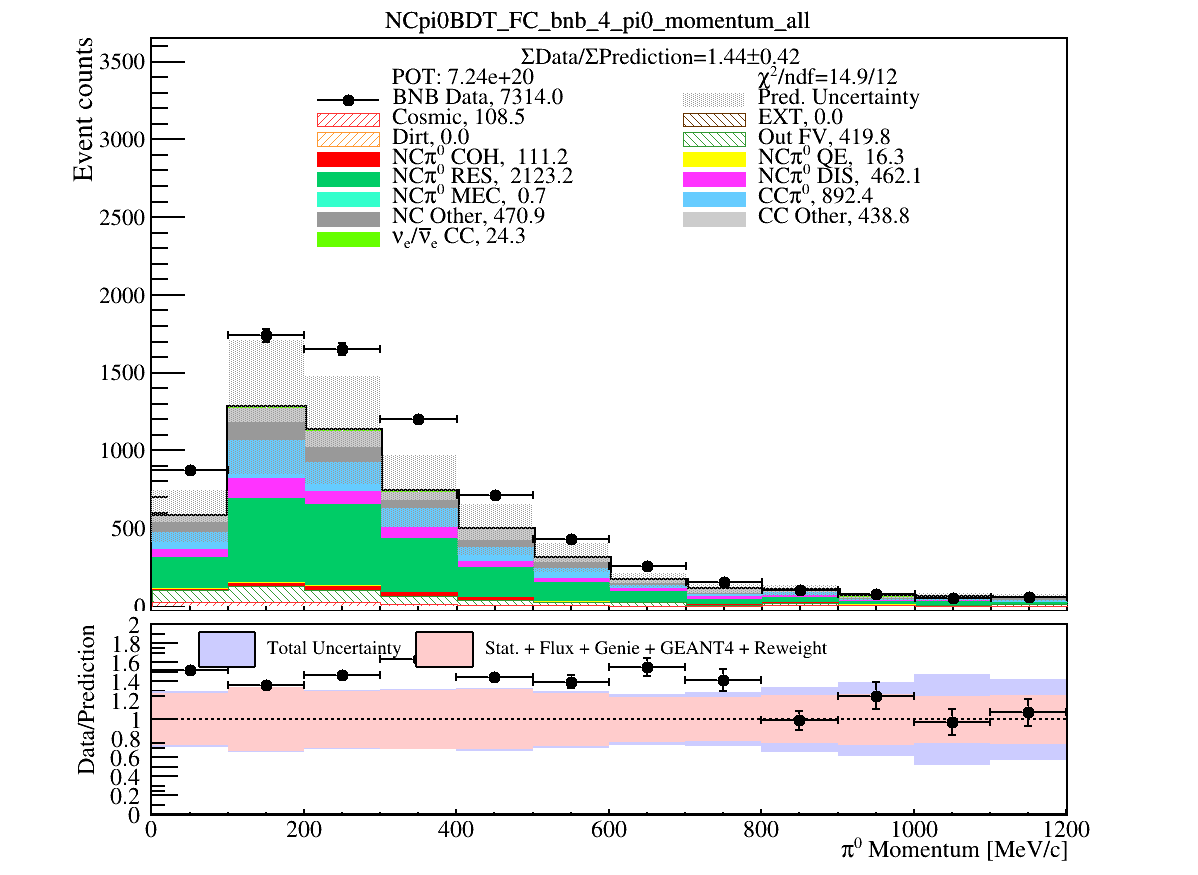 NCpi0BDT_FC_bnb_4_pi0_momentum_all
ΣData/ΣPrediction=1.44±0.42
POT: 7.24e+20
χ²/ndf=14.9/12
BNB Data, 7314.0
Pred. Uncertainty
Cosmic, 108.5
EXT, 0.0
Dirt, 0.0
Out FV, 419.8
NCπ⁰ COH, 111.2
NCπ⁰ QE, 16.3
NCπ⁰ RES, 2123.2
NCπ⁰ DIS, 462.1
NCπ⁰ MEC, 0.7
CCπ⁰, 892.4
NC Other, 470.9
CC Other, 438.8
νₑ/ν̅ₑ CC, 24.3
Event counts
3500
3000
2500
2000
1500
1000
500
0
Data/Prediction
2
1.8
1.6
1.4
1.2
1
0.8
0.6
0.4
0.2
0
Total Uncertainty
Stat. + Flux + Genie + GEANT4 + Reweight
0 200 400 600 800 1000 1200
π⁰ Momentum [MeV/c]